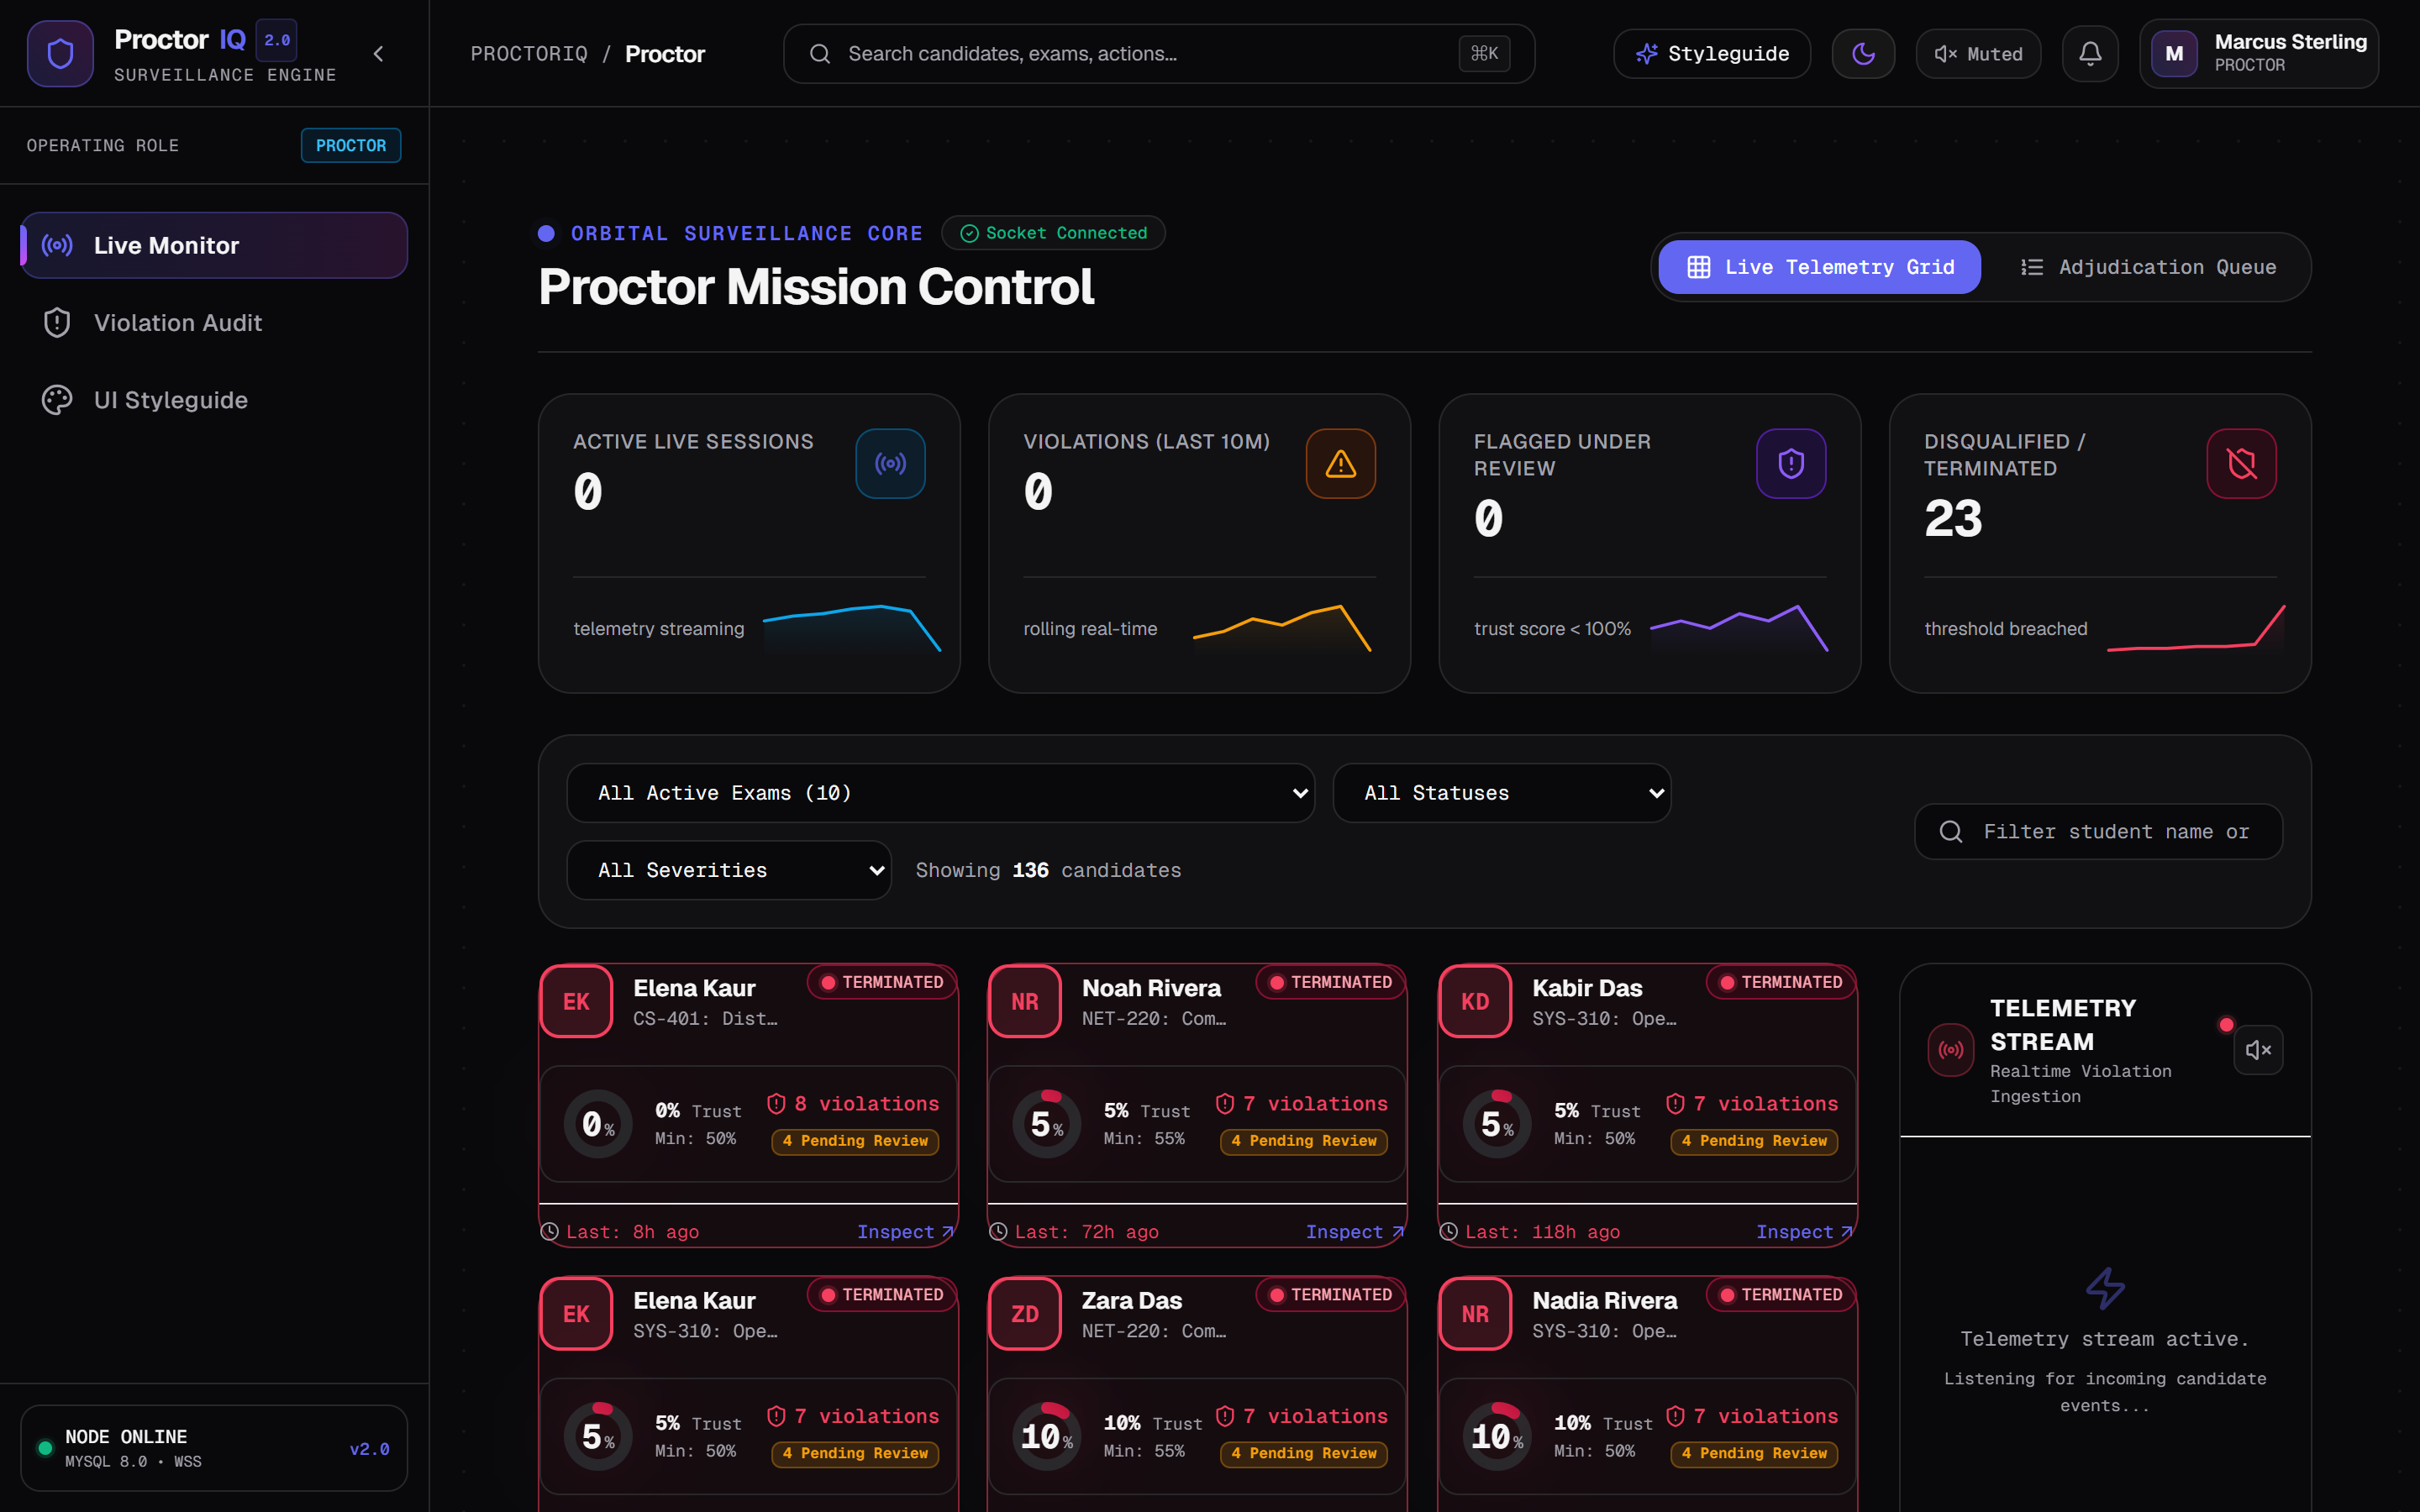 Proctor IQ 2.0
SURVEILLANCE ENGINE
PROCTORIQ / Proctor
Search candidates, exams, actions...
⌘K
Styleguide
Muted
M
Marcus Sterling
PROCTOR
OPERATING ROLE
PROCTOR
Live Monitor
Violation Audit
UI Styleguide
NODE ONLINE
MYSQL 8.0 • WSS
v2.0
ORBITAL SURVEILLANCE CORE
Socket Connected
Proctor Mission Control
Live Telemetry Grid
Adjudication Queue
ACTIVE LIVE SESSIONS
0
telemetry streaming
VIOLATIONS (LAST 10M)
0
rolling real-time
FLAGGED UNDER
REVIEW
0
trust score < 100%
DISQUALIFIED /
TERMINATED
23
threshold breached
All Active Exams (10)
All Statuses
All Severities
Showing 136 candidates
Filter student name or
EK
Elena Kaur
CS-401: Dist…
TERMINATED
0%
0% Trust
Min: 50%
8 violations
4 Pending Review
Last: 8h ago
Inspect
NR
Noah Rivera
NET-220: Com…
TERMINATED
5%
5% Trust
Min: 55%
7 violations
4 Pending Review
Last: 72h ago
Inspect
KD
Kabir Das
SYS-310: Ope…
TERMINATED
5%
5% Trust
Min: 50%
7 violations
4 Pending Review
Last: 118h ago
Inspect
EK
Elena Kaur
SYS-310: Ope…
TERMINATED
5%
5% Trust
Min: 50%
7 violations
4 Pending Review
ZD
Zara Das
NET-220: Com…
TERMINATED
10%
10% Trust
Min: 55%
7 violations
4 Pending Review
NR
Nadia Rivera
SYS-310: Ope…
TERMINATED
10%
10% Trust
Min: 50%
7 violations
4 Pending Review
TELEMETRY
STREAM
Realtime Violation
Ingestion
Telemetry stream active.
Listening for incoming candidate
events...